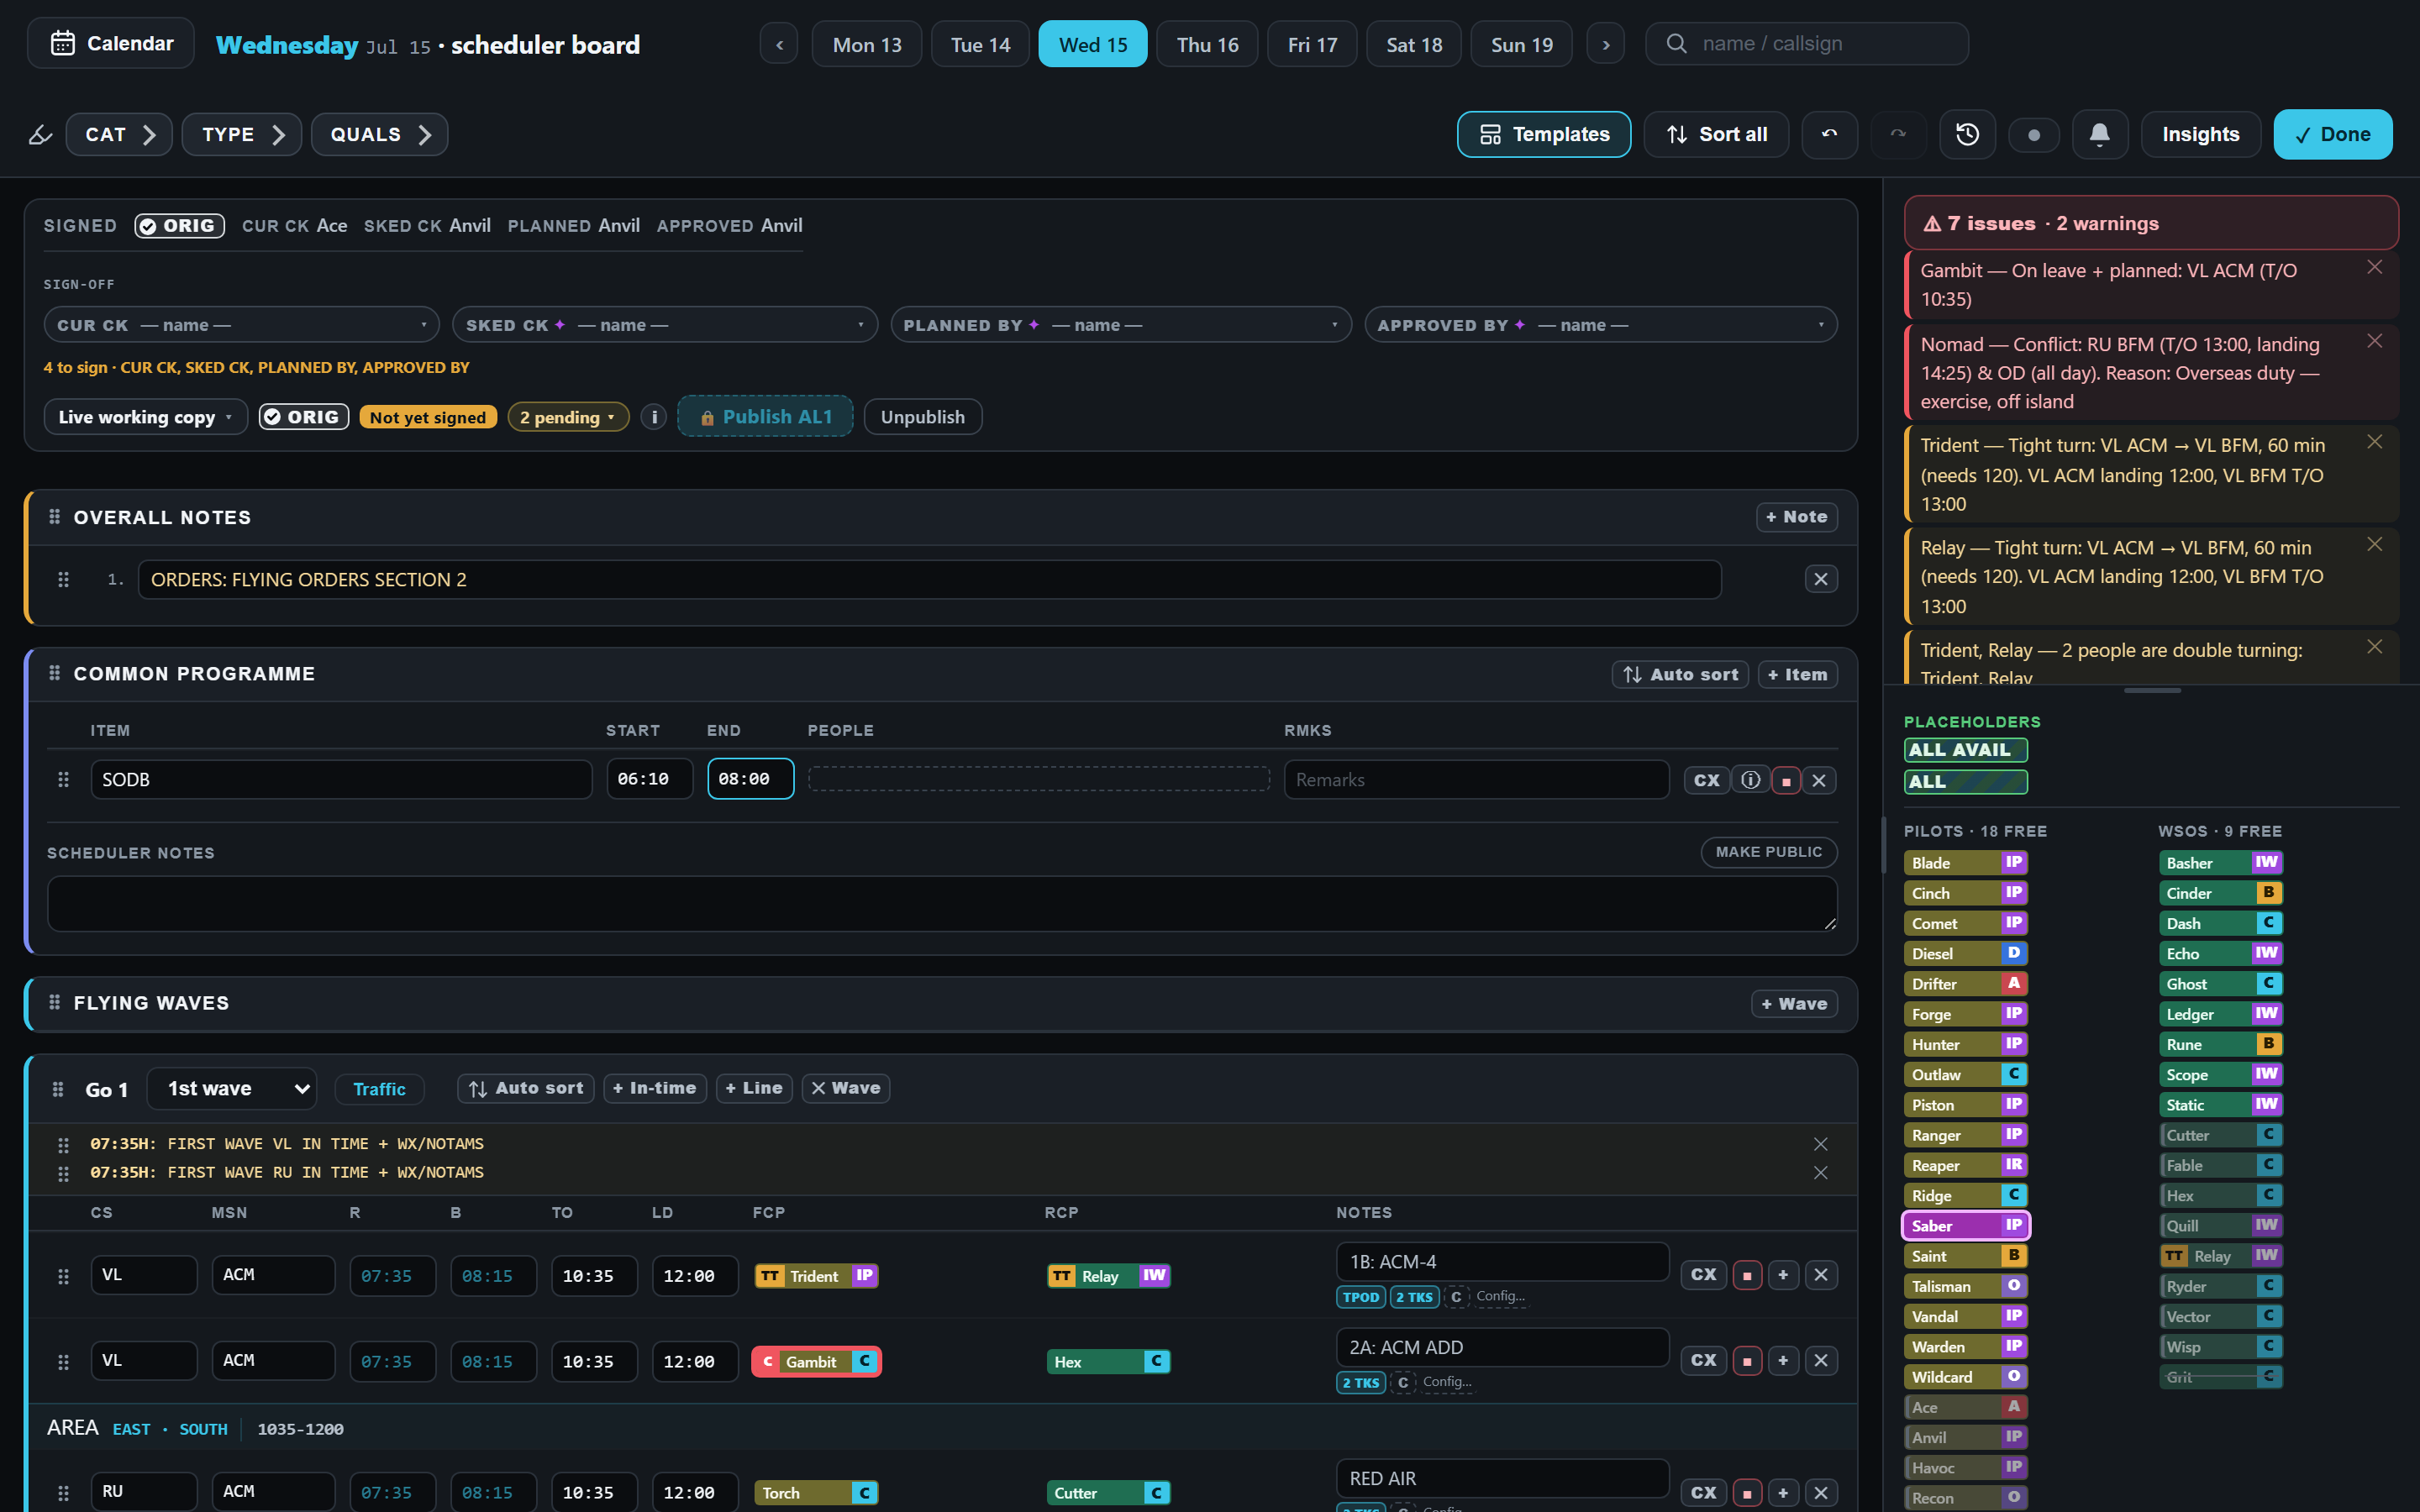 Calendar
Wednesday Jul 15 · scheduler board
‹ Mon 13 Tue 14 Wed 15 Thu 16 Fri 17 Sat 18 Sun 19 ›
name / callsign
CAT TYPE QUALS
Templates Sort all Insights ✓ Done
SIGNED ORIG CUR CK Ace SKED CK Anvil PLANNED Anvil APPROVED Anvil
SIGN-OFF
CUR CK — name — SKED CK ✦ — name — PLANNED BY ✦ — name — APPROVED BY ✦ — name —
4 to sign · CUR CK, SKED CK, PLANNED BY, APPROVED BY
Live working copy ORIG Not yet signed 2 pending i Publish AL1 Unpublish
OVERALL NOTES + Note
1. ORDERS: FLYING ORDERS SECTION 2
COMMON PROGRAMME Auto sort + Item
ITEM START END PEOPLE RMKS
SODB 06:10 08:00 Remarks CX
SCHEDULER NOTES MAKE PUBLIC
FLYING WAVES + Wave
Go 1 1st wave Traffic Auto sort + In-time + Line × Wave
07:35H: FIRST WAVE VL IN TIME + WX/NOTAMS
07:35H: FIRST WAVE RU IN TIME + WX/NOTAMS
CS MSN R B TO LD FCP RCP NOTES
VL ACM 07:35 08:15 10:35 12:00 TT Trident IP TT Relay IW 1B: ACM-4 CX
TPOD 2 TKS C Config...
VL ACM 07:35 08:15 10:35 12:00 C Gambit C Hex C 2A: ACM ADD CX
2 TKS C Config...
AREA EAST · SOUTH 1035-1200
RU ACM 07:35 08:15 10:35 12:00 Torch C Cutter C RED AIR CX
2 TKS C Config...
⚠ 7 issues · 2 warnings
Gambit — On leave + planned: VL ACM (T/O
10:35)
Nomad — Conflict: RU BFM (T/O 13:00, landing
14:25) & OD (all day). Reason: Overseas duty —
exercise, off island
Trident — Tight turn: VL ACM → VL BFM, 60 min
(needs 120). VL ACM landing 12:00, VL BFM T/O
13:00
Relay — Tight turn: VL ACM → VL BFM, 60 min
(needs 120). VL ACM landing 12:00, VL BFM T/O
13:00
Trident, Relay — 2 people are double turning:
Trident, Relay
PLACEHOLDERS
ALL AVAIL
ALL
PILOTS · 18 FREE
Blade IP
Cinch IP
Comet IP
Diesel D
Drifter A
Forge IP
Hunter IP
Outlaw C
Piston IP
Ranger IP
Reaper IR
Ridge C
Saber IP
Saint B
Talisman O
Vandal IP
Warden IP
Wildcard O
Ace A
Anvil IP
Havoc IP
Recon O
WSOS · 9 FREE
Basher IW
Cinder B
Dash C
Echo IW
Ghost C
Ledger IW
Rune B
Scope IW
Static IW
Cutter C
Fable C
Hex C
Quill IW
TT Relay IW
Ryder C
Vector C
Wisp C
Grit C